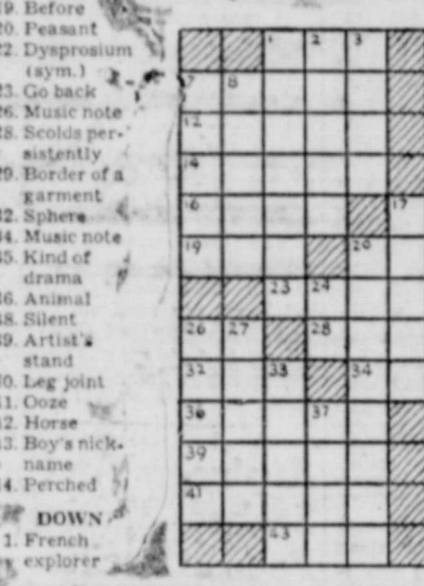 9. Before
20. Peasant
22. Dysprosium
(sym.)
23. Go back
26. Music note
28. Scolds per-
sistently
29. Border of a
garment
32. Sphere
34. Music note
35. Kind of
drama
36. Animal
38. Silent
39. Artist's
stand
40. Leg joint
41. Ooze
42. Horse
43. Boy's nick-
name
44. Perched
DOWN
1. French
explorer
1 2 3
7 8
12
14
16 17
19 20
23 24
26 27 28
32 33 34
36 37
39
41
43